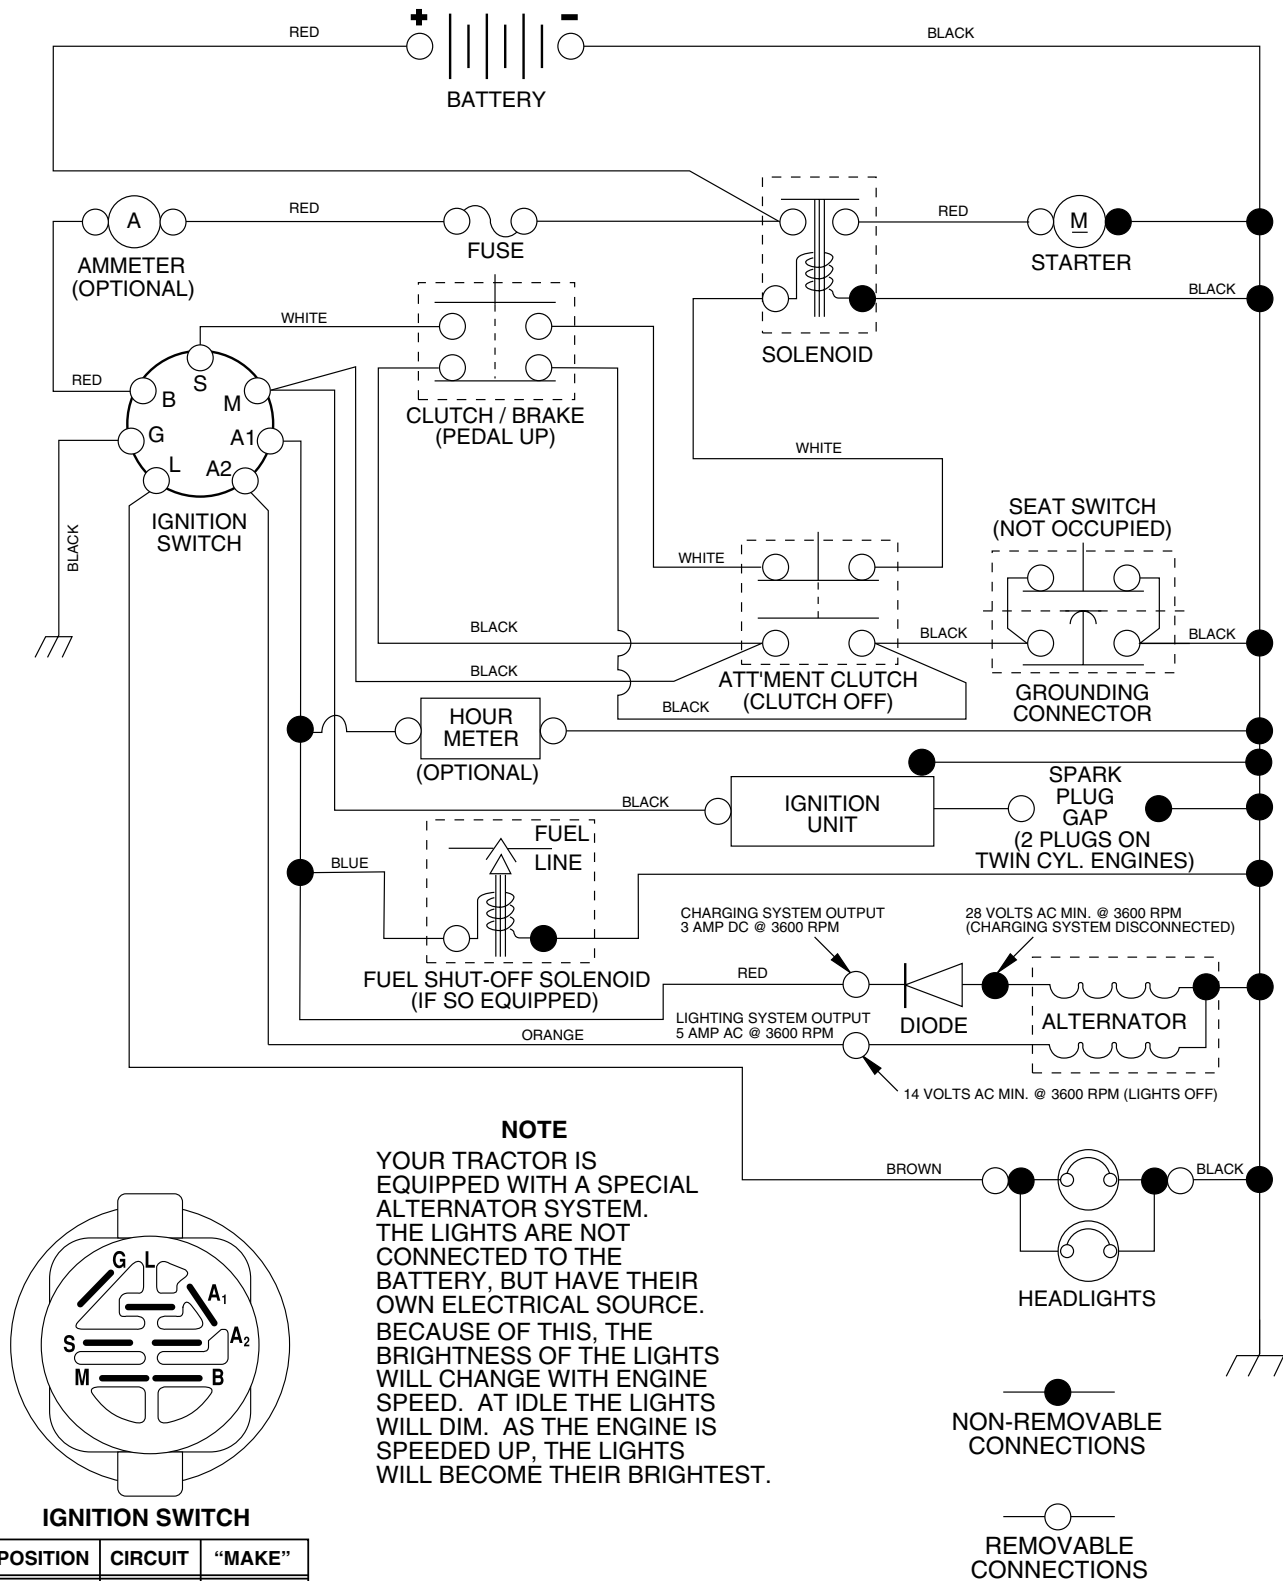 +
−
RED
BLACK
BATTERY
A
RED
RED
M
FUSE
STARTER
AMMETER
(OPTIONAL)
BLACK
WHITE
SOLENOID
RED
S
B
M
CLUTCH / BRAKE
(PEDAL UP)
G
A1
WHITE
L
A2
SEAT SWITCH
(NOT OCCUPIED)
IGNITION
SWITCH
BLACK
WHITE
BLACK
BLACK
BLACK
BLACK
ATT'MENT CLUTCH
(CLUTCH OFF)
GROUNDING
CONNECTOR
BLACK
HOUR
METER
(OPTIONAL)
SPARK
PLUG
GAP
(2 PLUGS ON
TWIN CYL. ENGINES)
BLACK
IGNITION
UNIT
FUEL
LINE
BLUE
CHARGING SYSTEM OUTPUT
3 AMP DC @ 3600 RPM
28 VOLTS AC MIN. @ 3600 RPM
(CHARGING SYSTEM DISCONNECTED)
FUEL SHUT-OFF SOLENOID
(IF SO EQUIPPED)
RED
DIODE
ALTERNATOR
LIGHTING SYSTEM OUTPUT
5 AMP AC @ 3600 RPM
ORANGE
14 VOLTS AC MIN. @ 3600 RPM (LIGHTS OFF)
NOTE
YOUR TRACTOR IS
EQUIPPED WITH A SPECIAL
ALTERNATOR SYSTEM.
THE LIGHTS ARE NOT
CONNECTED TO THE
BATTERY, BUT HAVE THEIR
OWN ELECTRICAL SOURCE.
BECAUSE OF THIS, THE
BRIGHTNESS OF THE LIGHTS
WILL CHANGE WITH ENGINE
SPEED. AT IDLE THE LIGHTS
WILL DIM. AS THE ENGINE IS
SPEEDED UP, THE LIGHTS
WILL BECOME THEIR BRIGHTEST.
BROWN
BLACK
HEADLIGHTS
G L
A1
S
A2
M
B
IGNITION SWITCH
POSITION CIRCUIT “MAKE”
NON-REMOVABLE
CONNECTIONS
REMOVABLE
CONNECTIONS